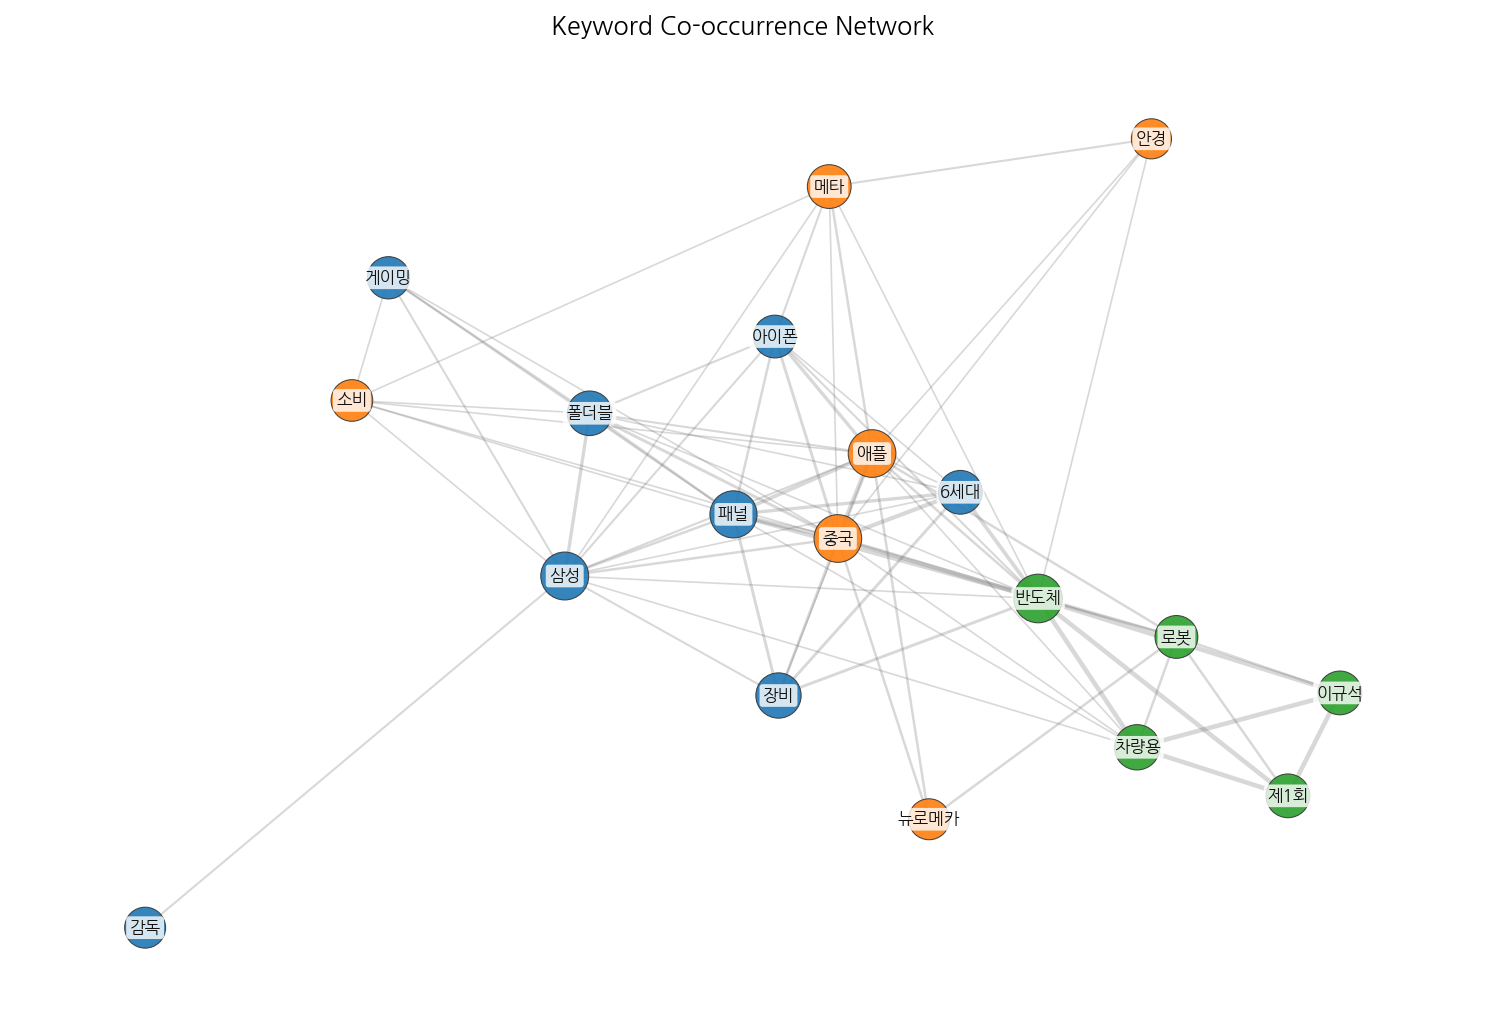 Keyword Co-occurrence Network
안경
메타
게이밍
아이폰
소비
폴더블
애플
6세대
패널
중국
삼성
반도체
로봇
장비
이규석
차량용
제1회
뉴로메카
감독